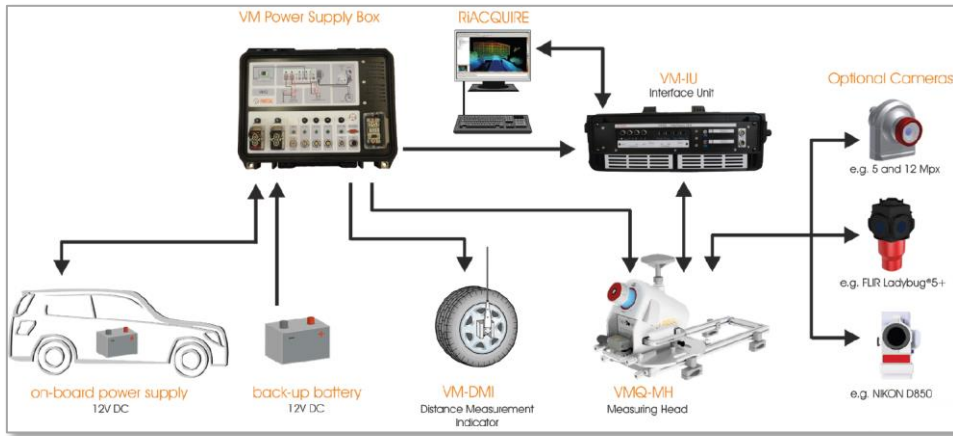 VM Power Supply Box
RiACQUIRE
VM-IU
Interface Unit
Optional Cameras
e.g. 5 and 12 Mpx
e.g. FLIR Ladybug®5+
e.g. NIKON D850
on-board power supply
12V DC
back-up battery
12V DC
VM-DMI
Distance Measurement
Indicator
VMQ-MH
Measuring Head